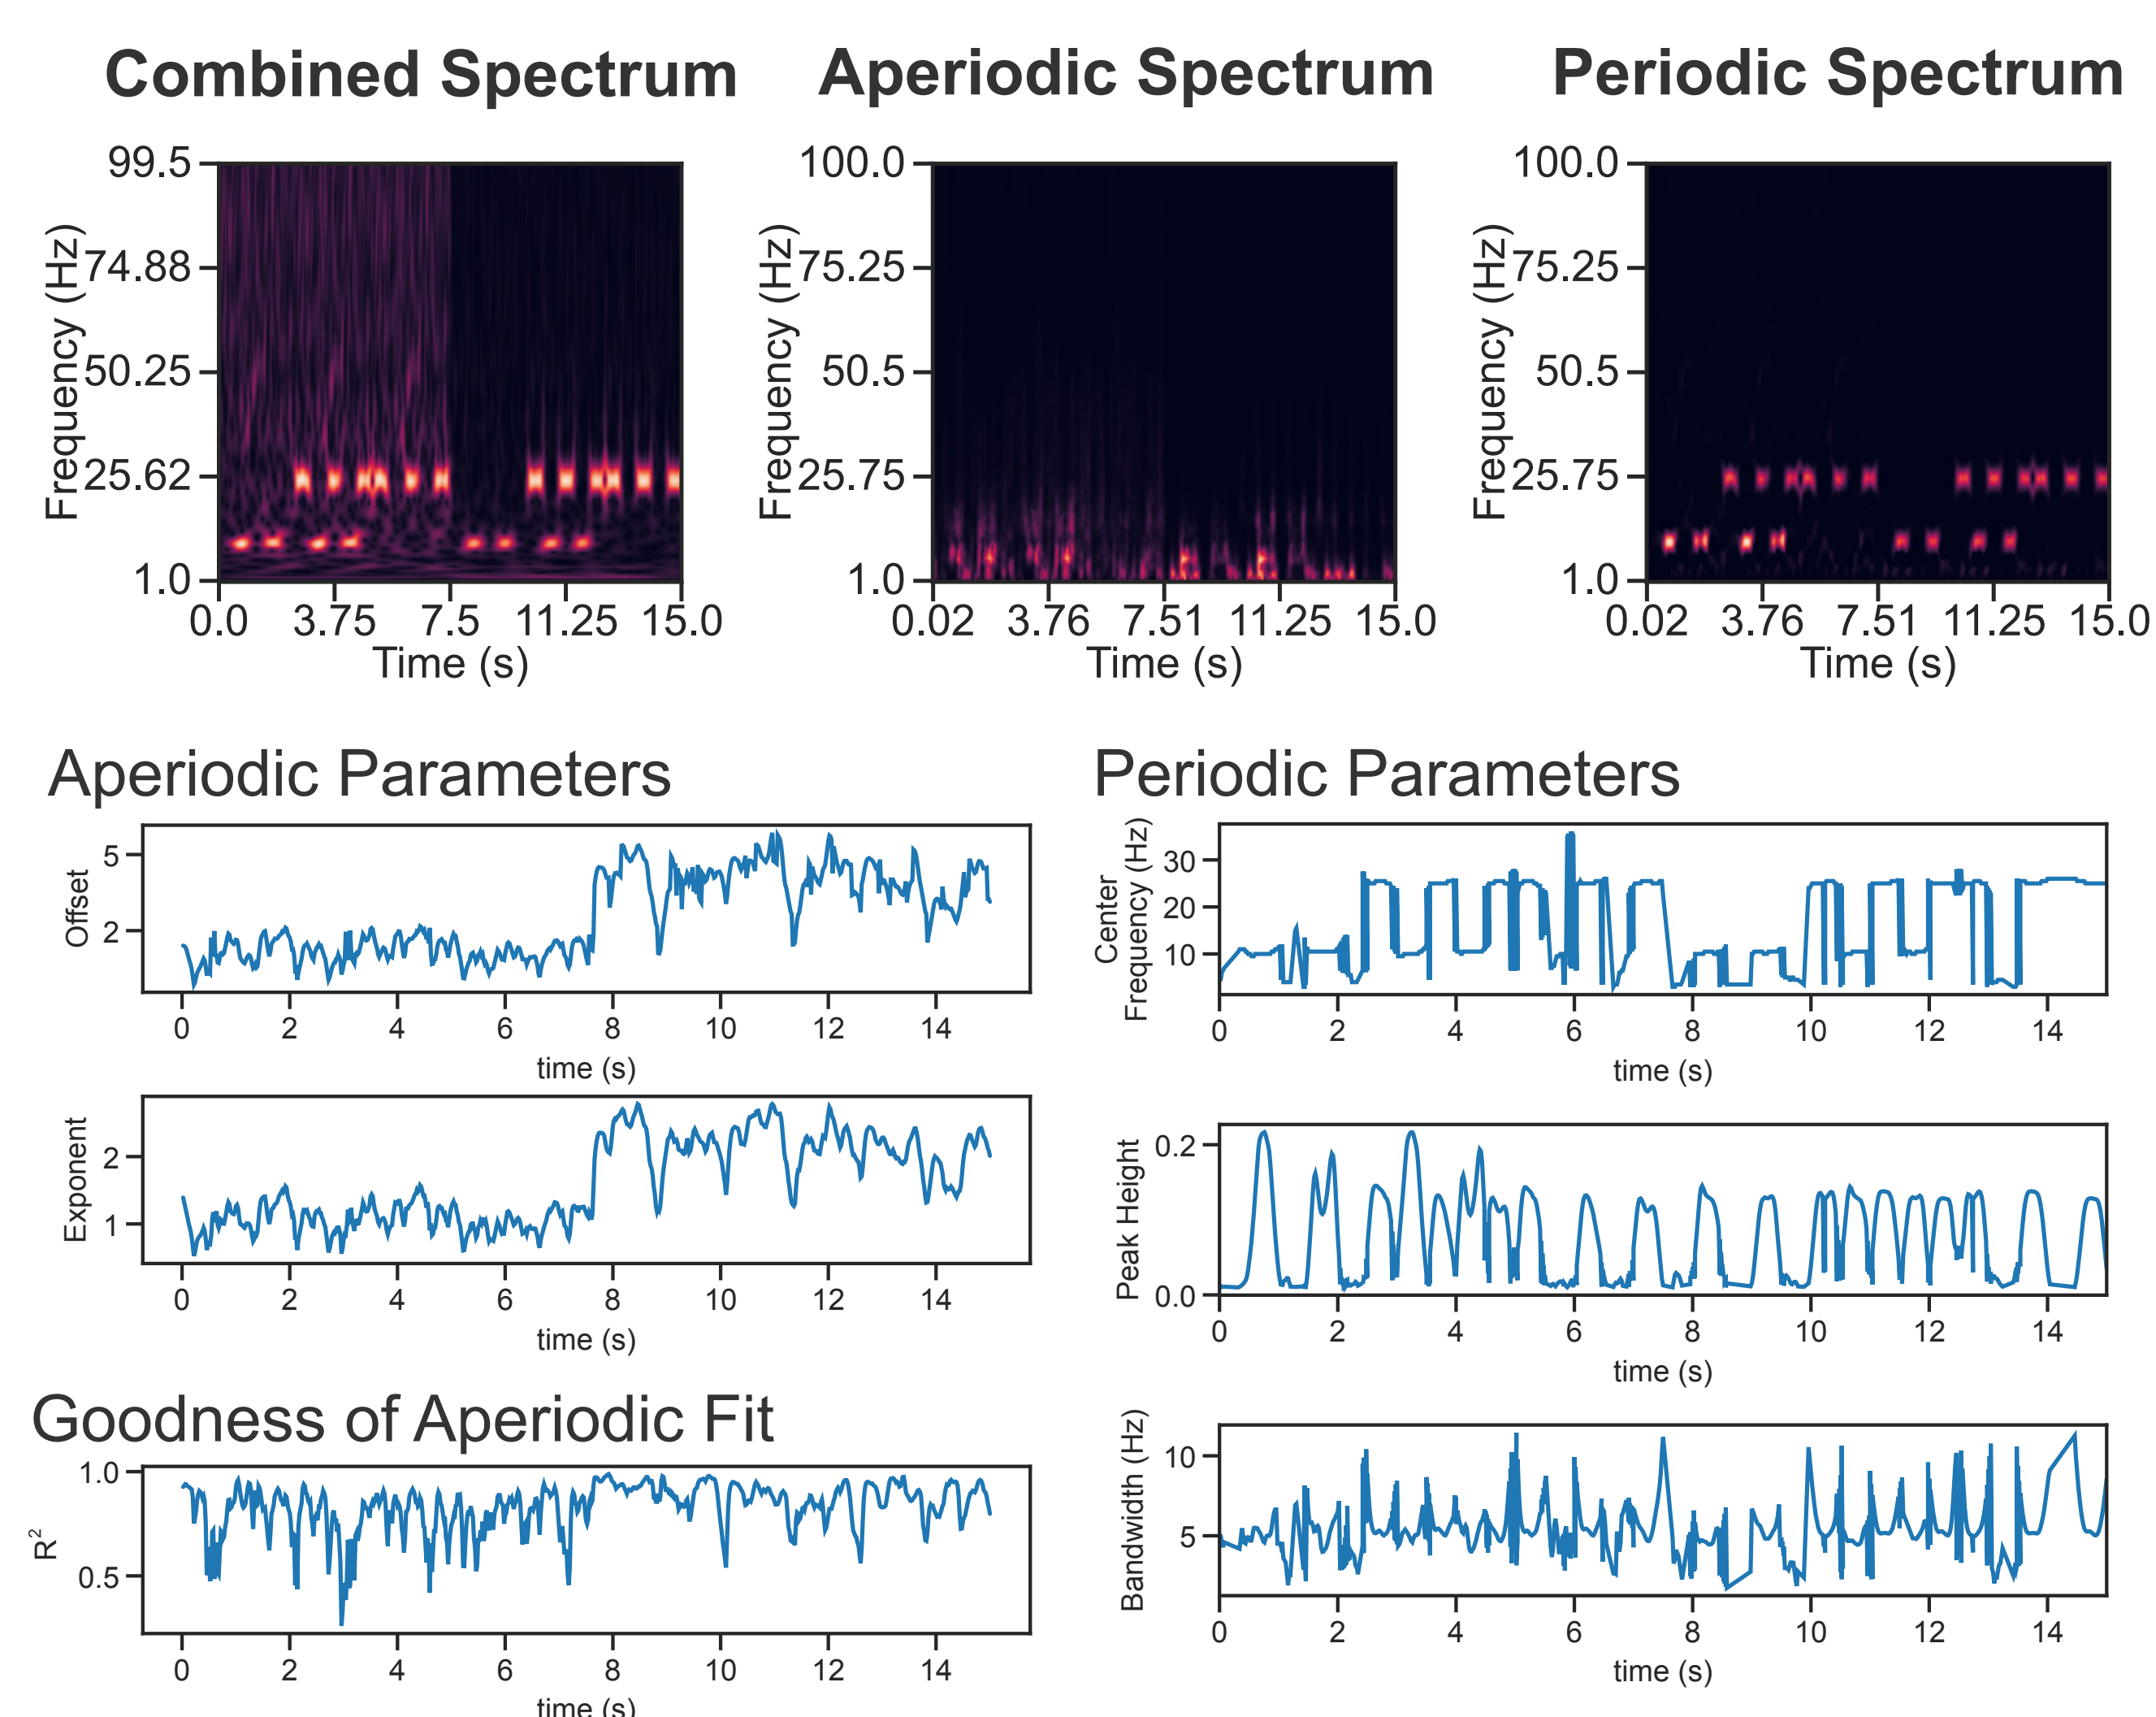 Combined Spectrum
Aperiodic Spectrum
Periodic Spectrum
Frequency (Hz)
99.5
74.88
50.25
25.62
1.0
0.0 3.75 7.5 11.25 15.0
Time (s)
Frequency (Hz)
100.0
75.25
50.5
25.75
1.0
0.02 3.76 7.51 11.25 15.0
Time (s)
Frequency (Hz)
100.0
75.25
50.5
25.75
1.0
0.02 3.76 7.51 11.25 15.0
Time (s)
Aperiodic Parameters
Offset
5
2
0 2 4 6 8 10 12 14
time (s)
Exponent
2
1
0 2 4 6 8 10 12 14
time (s)
Goodness of Aperiodic Fit
R²
1.0
0.5
0 2 4 6 8 10 12 14
time (s)
Periodic Parameters
Center
Frequency (Hz)
30
20
10
0 2 4 6 8 10 12 14
time (s)
Peak Height
0.2
0.0
0 2 4 6 8 10 12 14
time (s)
Bandwidth (Hz)
10
5
0 2 4 6 8 10 12 14
time (s)